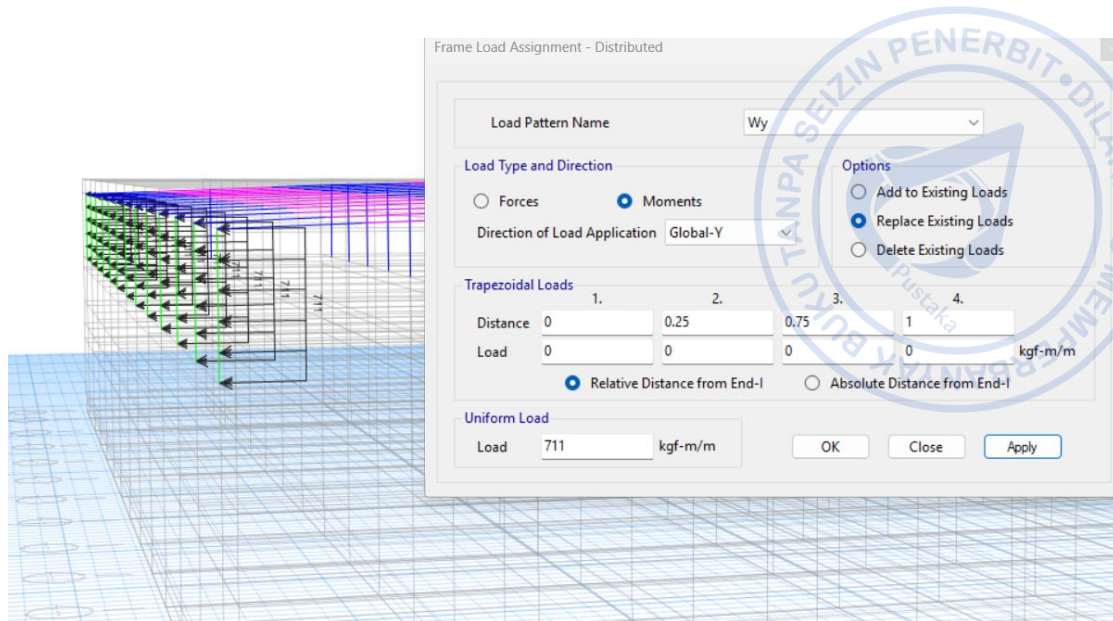 Frame Load Assignment - Distributed
Load Pattern Name Wy
Load Type and Direction
Forces Moments
Direction of Load Application Global-Y
Options
Add to Existing Loads
Replace Existing Loads
Delete Existing Loads
Trapezoidal Loads
1. 2. 3. 4.
Distance 0 0.25 0.75 1
Load 0 0 0 0 kgf-m/m
Relative Distance from End-I Absolute Distance from End-I
Uniform Load
Load 711 kgf-m/m
OK Close Apply
711
711
711
PENERBIT
TANPA SEIZIN
BUKU
MEMPERBANYAK
Pustaka